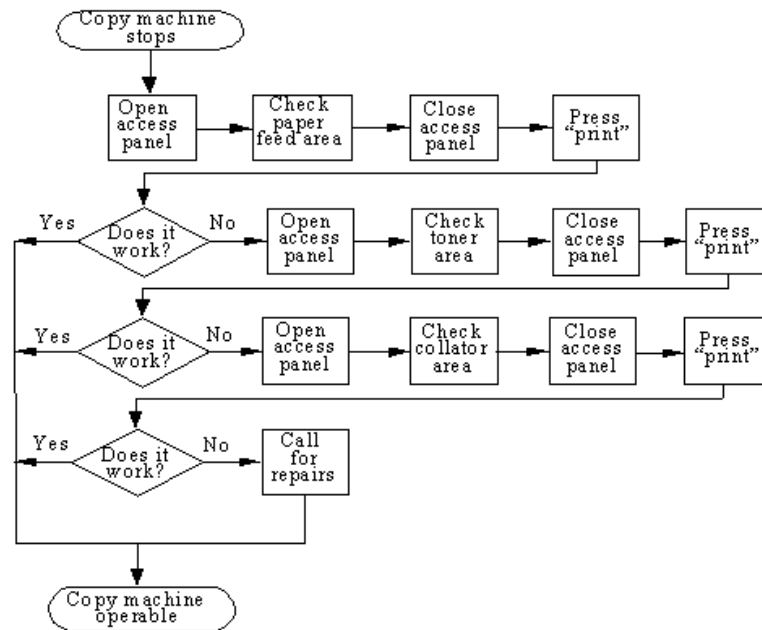 Copy machine
stops
Open
access
panel
Check
paper
feed area
Close
access
panel
Press
“print”
Yes
Does it
work?
No
Open
access
panel
Check
toner
area
Close
access
panel
Press
“print”
Yes
Does it
work?
No
Open
access
panel
Check
collator
area
Close
access
panel
Press
“print”
Yes
Does it
work?
No
Call
for
repairs
Copy machine
operable